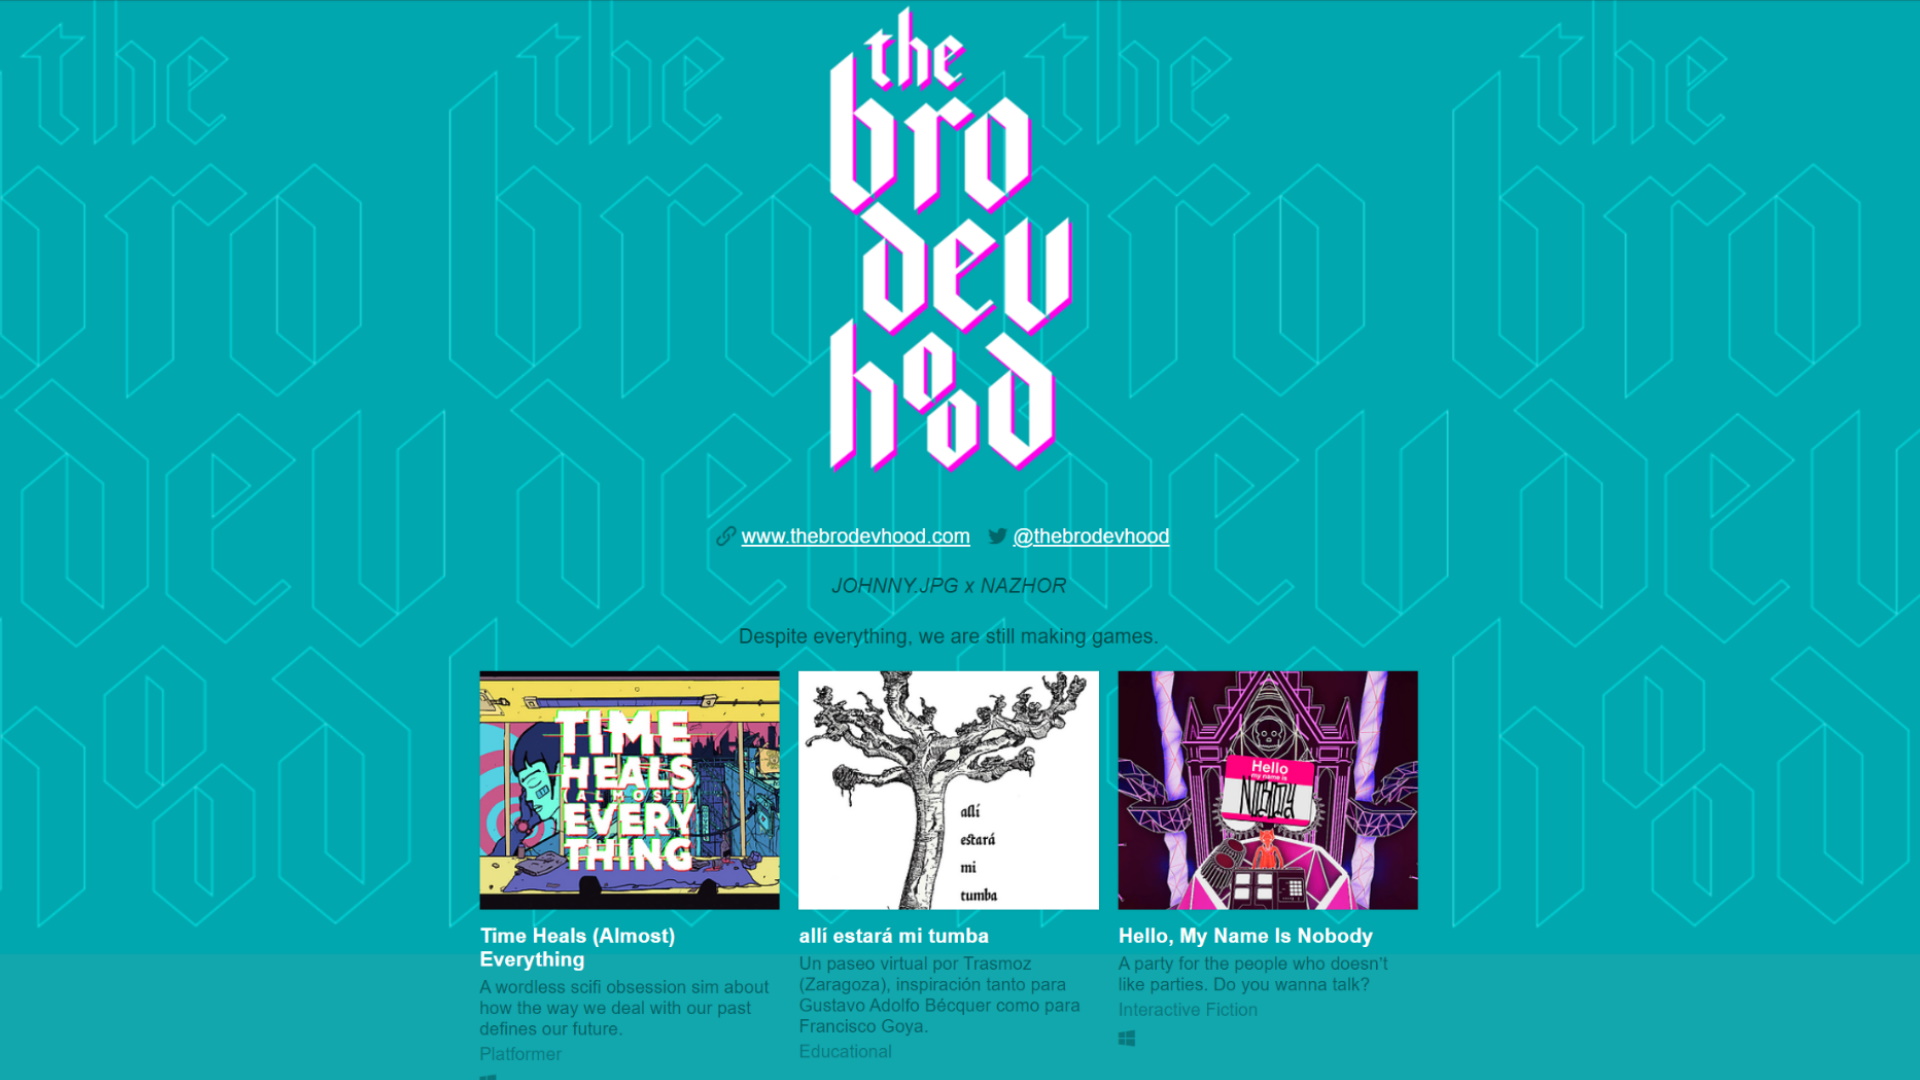 the
bro
dev
hood
www.thebrodevhood.com @thebrodevhood
JOHNNY.JPG x NAZHOR
Despite everything, we are still making games.
TIME
HEALS
(ALMOST)
EVERY
THING
Time Heals (Almost)
Everything
A wordless scifi obsession sim about
how the way we deal with our past
defines our future.
Platformer
allí
estará
mi
tumba
allí estará mi tumba
Un paseo virtual por Trasmoz
(Zaragoza), inspiración tanto para
Gustavo Adolfo Bécquer como para
Francisco Goya.
Educational
Hello
my name is
Nobody
Hello, My Name Is Nobody
A party for the people who doesn't
like parties. Do you wanna talk?
Interactive Fiction